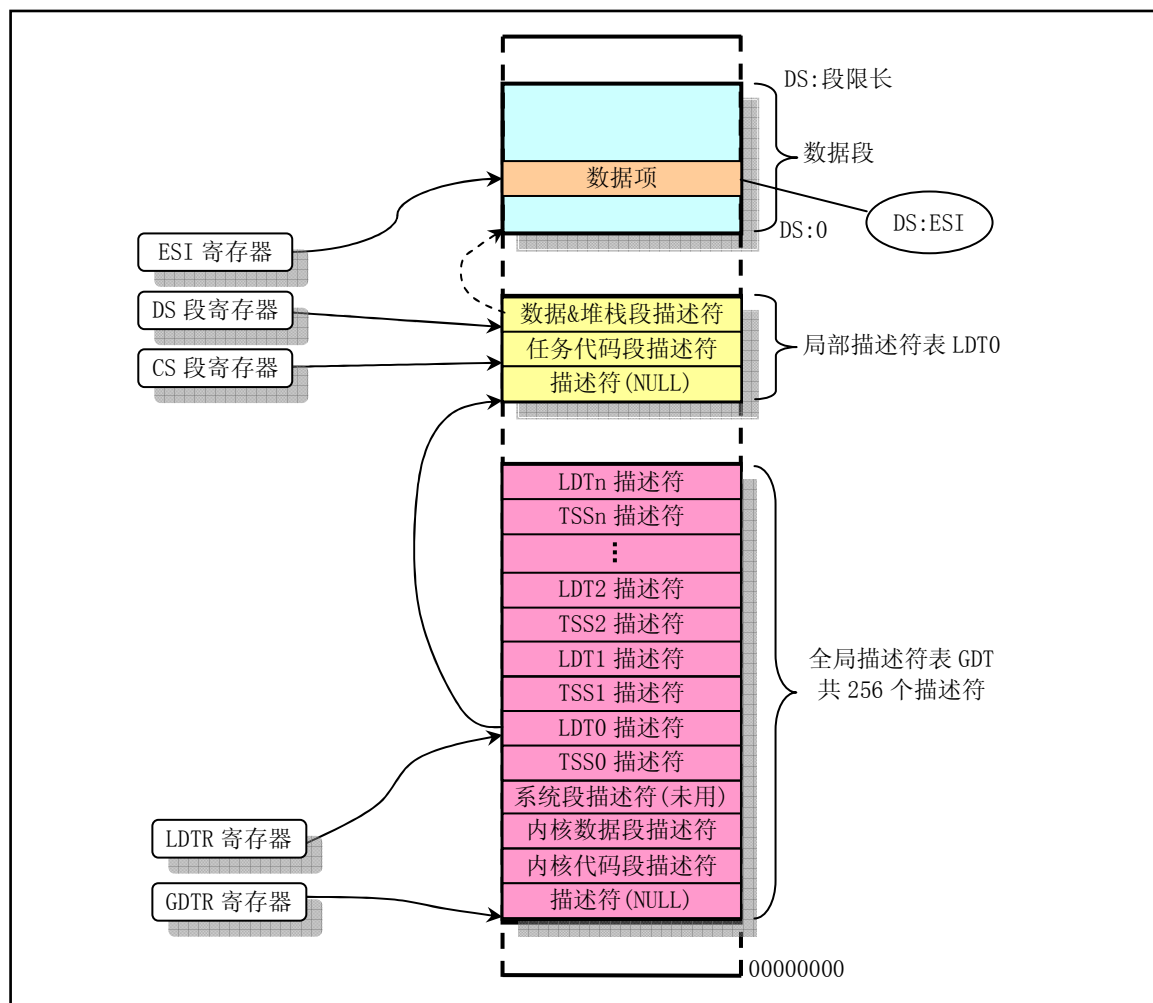 DS:段限长
数据段
数据项
DS:ESI
DS:0
ESI 寄存器
DS 段寄存器
CS 段寄存器
数据&堆栈段描述符
任务代码段描述符
描述符(NULL)
局部描述符表 LDT0
LDTn 描述符
TSSn 描述符
⋮
LDT2 描述符
TSS2 描述符
LDT1 描述符
TSS1 描述符
LDT0 描述符
TSS0 描述符
系统段描述符(未用)
内核数据段描述符
内核代码段描述符
描述符(NULL)
全局描述符表 GDT
共 256 个描述符
LDTR 寄存器
GDTR 寄存器
00000000